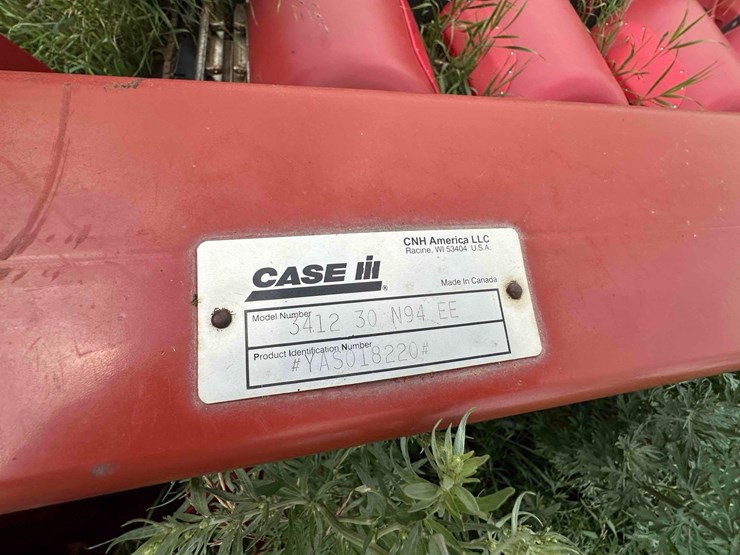 CNH America LLC
Racine, WI 53404 U.S.A.
CASE IH
®
Made in Canada
Model Number
3412 30 N94 EE
Product Identification Number
#YAS018220#